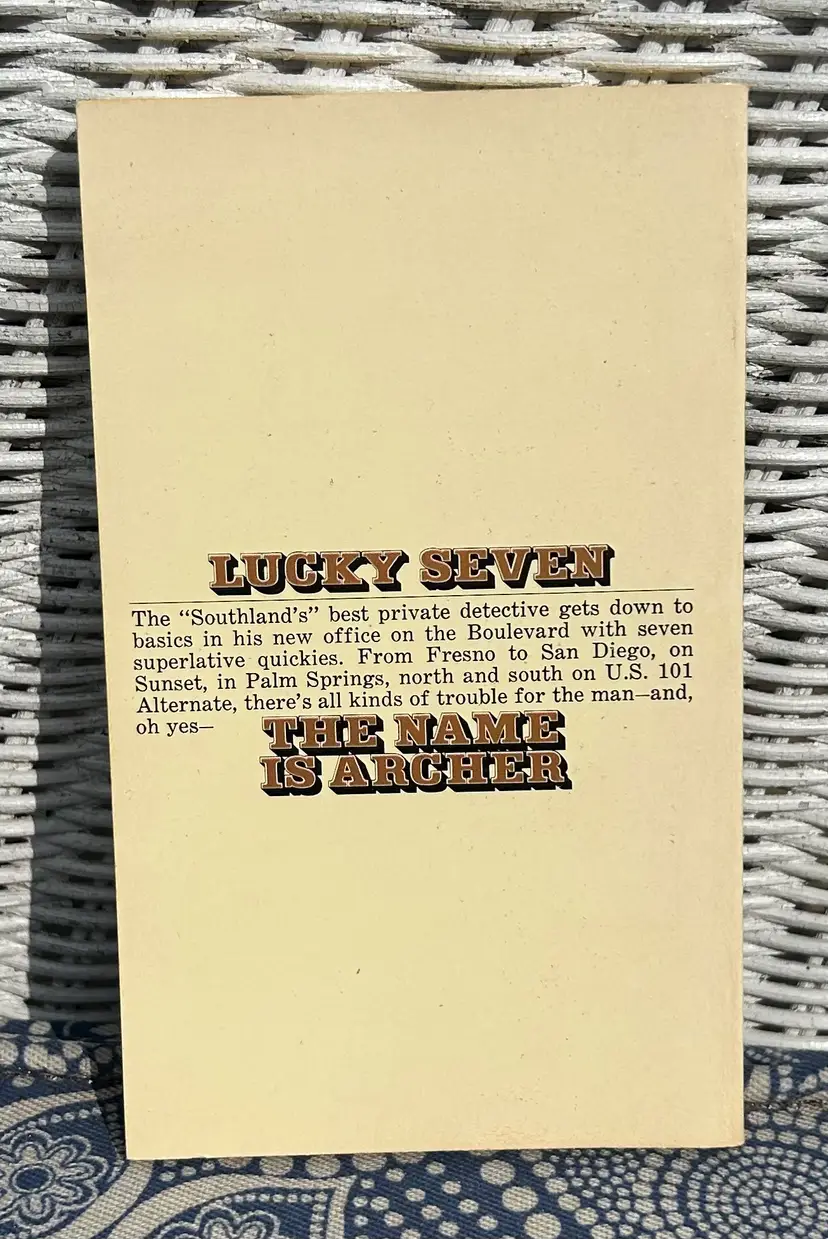 LUCKY SEVEN
The “Southland’s” best private detective gets down to
basics in his new office on the Boulevard with seven
superlative quickies. From Fresno to San Diego, on
Sunset, in Palm Springs, north and south on U.S. 101
Alternate, there’s all kinds of trouble for the man—and,
oh yes—
THE NAME
IS ARCHER